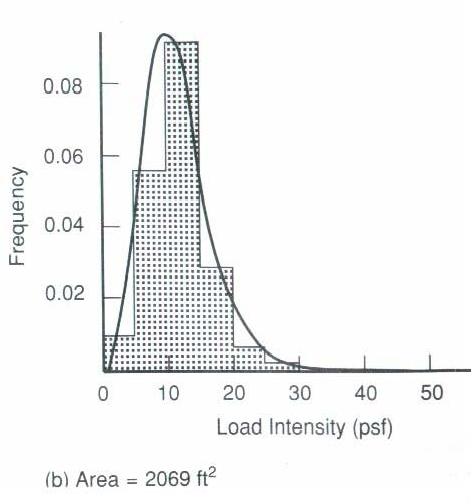 0.08
0.06
0.04
0.02
Frequency
0 10 20 30 40 50
Load Intensity (psf)
(b) Area = 2069 ft²